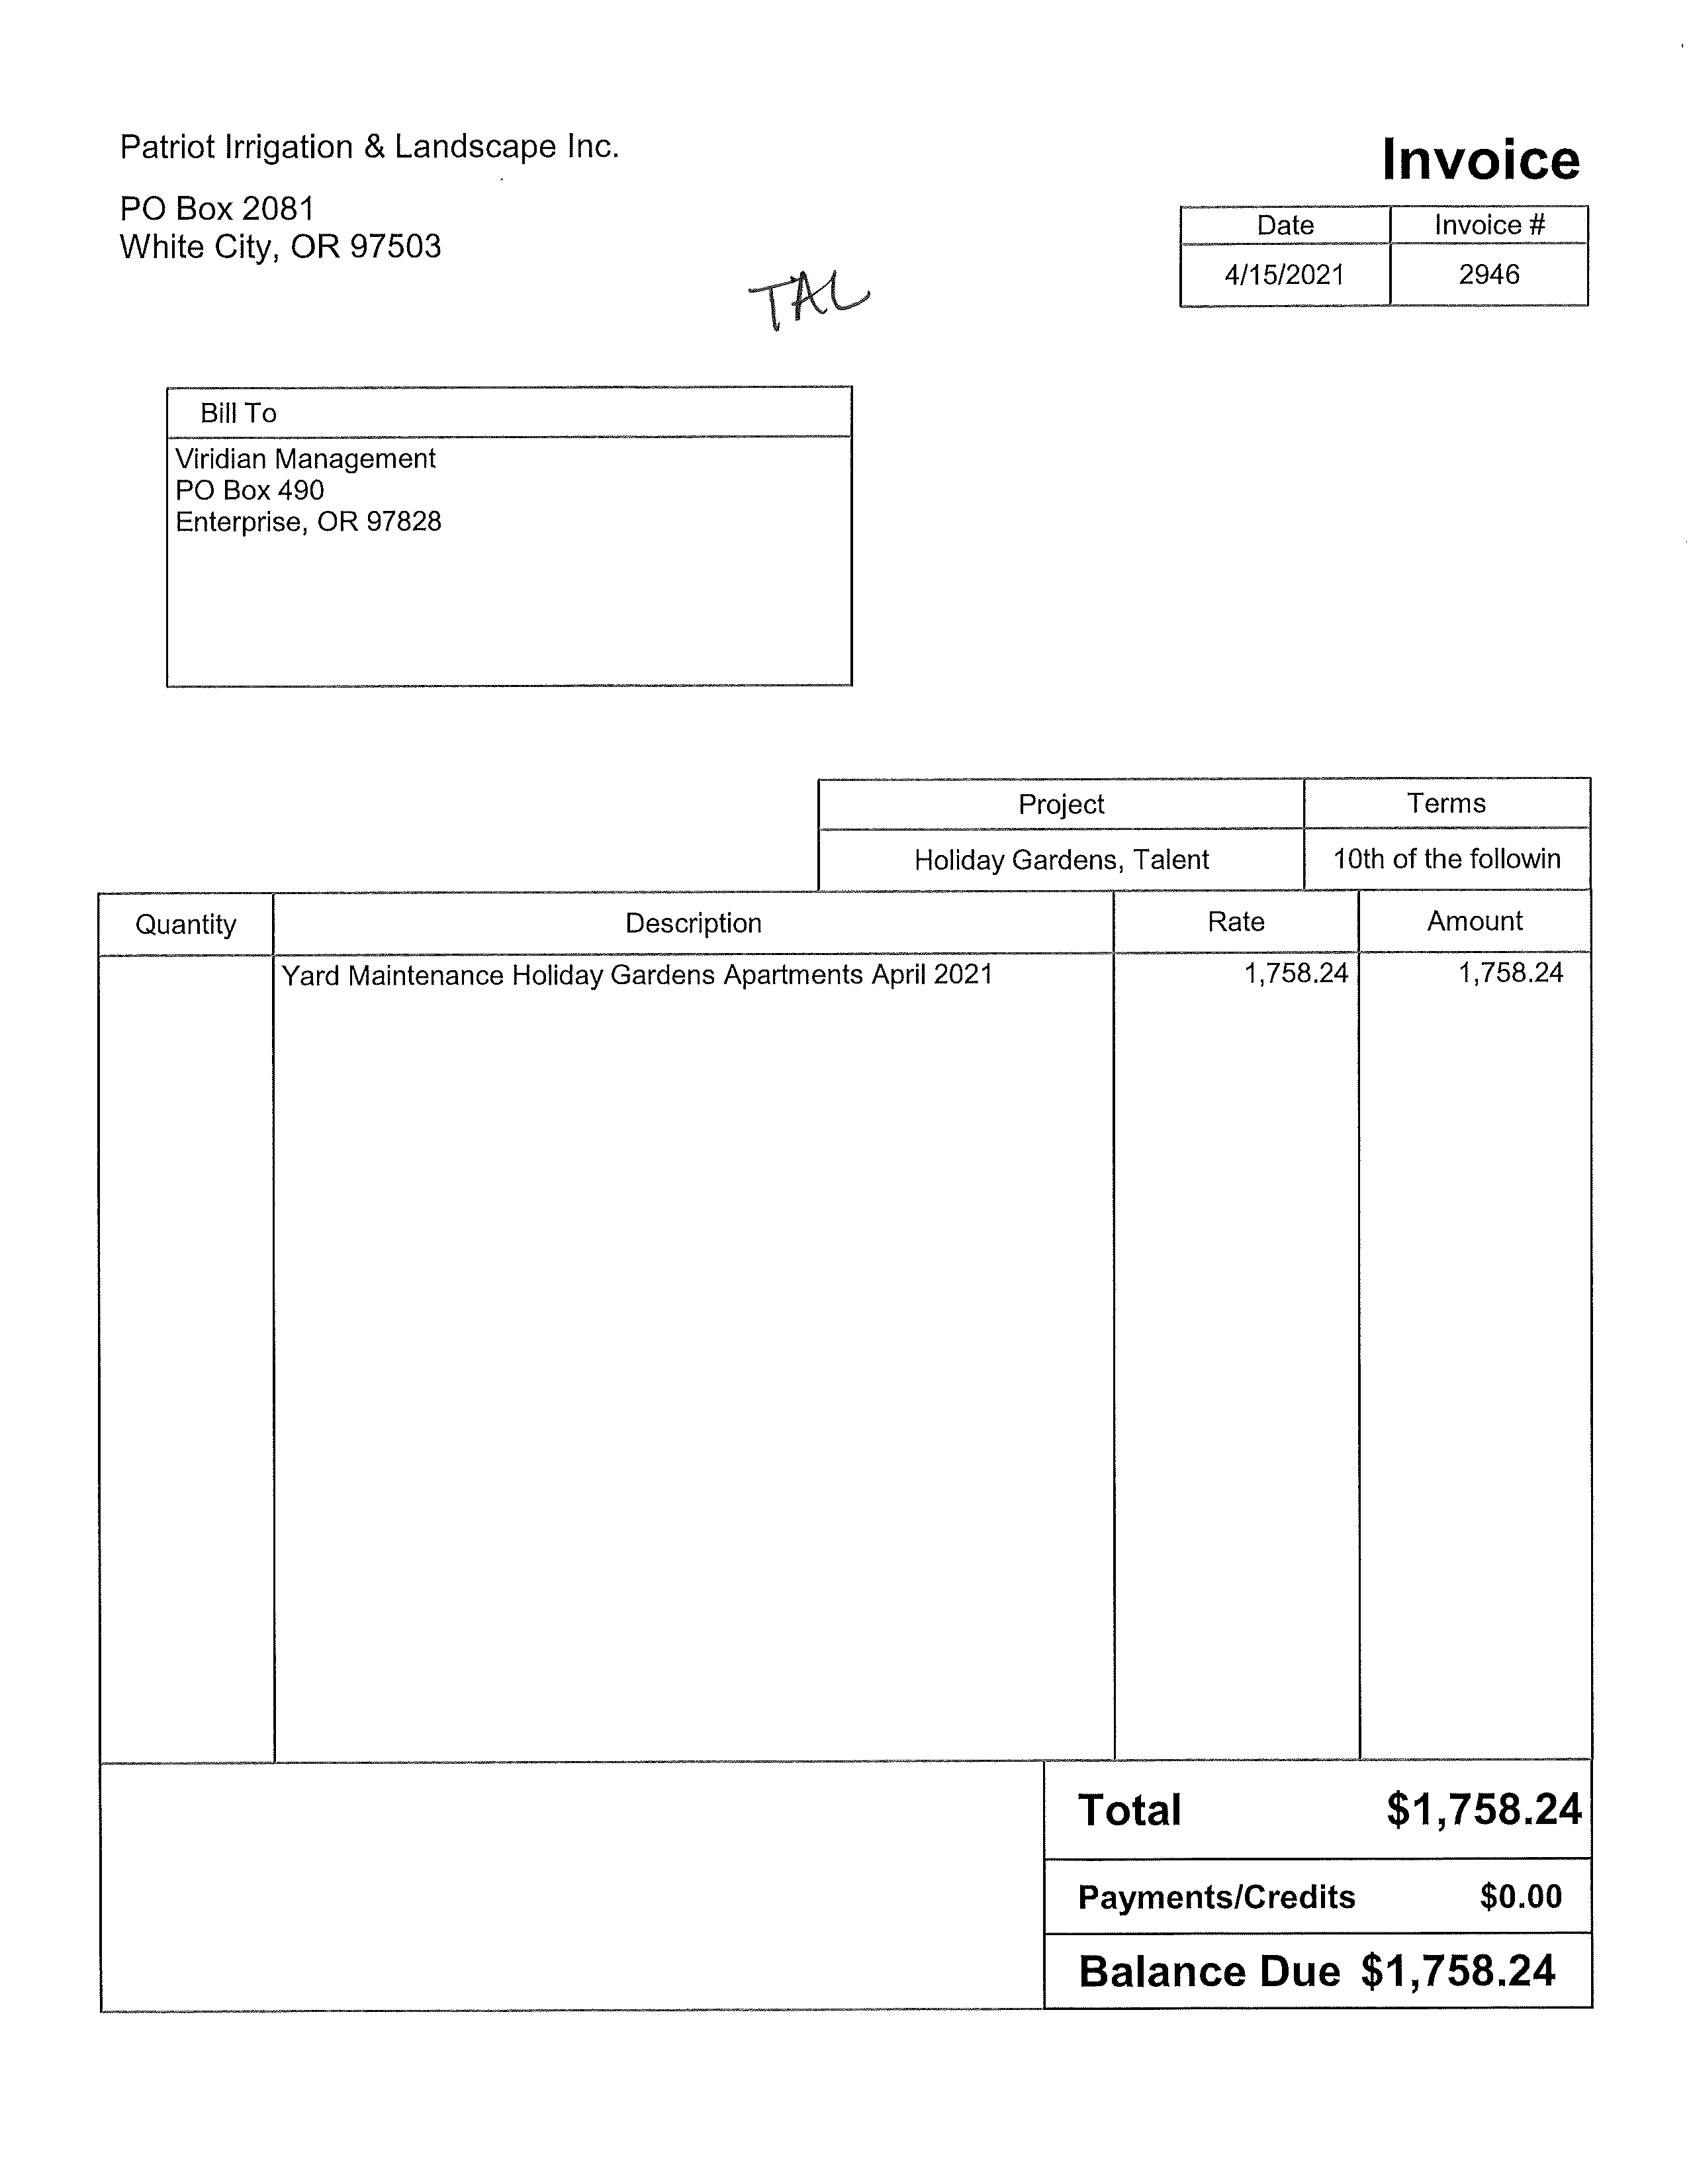 Patriot Irrigation & Landscape Inc.
PO Box 2081
White City, OR 97503
Invoice
Date Invoice #
4/15/2021 2946
TAL
Bill To
Viridian Management
PO Box 490
Enterprise, OR 97828
Project Terms
Holiday Gardens, Talent 10th of the followin
Quantity Description Rate Amount
Yard Maintenance Holiday Gardens Apartments April 2021 1,758.24 1,758.24
Total $1,758.24
Payments/Credits $0.00
Balance Due $1,758.24